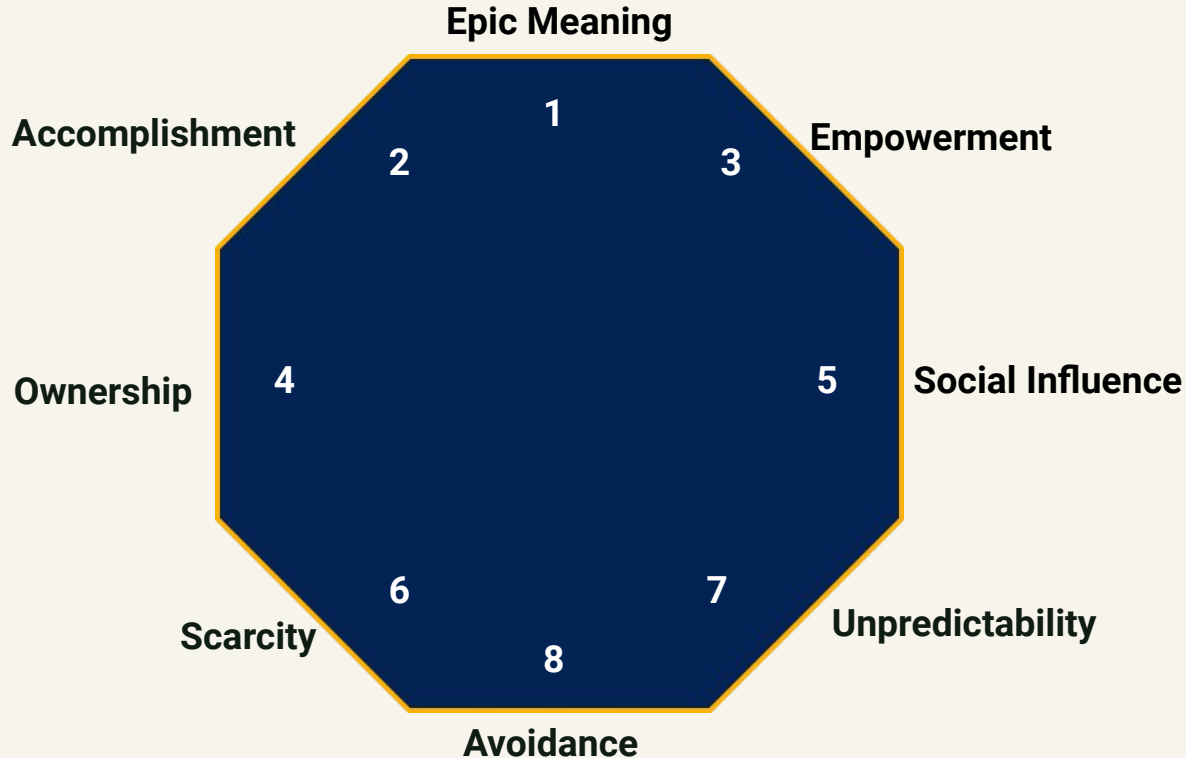 Epic Meaning
1
Accomplishment
Empowerment
2
3
Ownership
4
5
Social Influence
6
7
Scarcity
Unpredictability
8
Avoidance